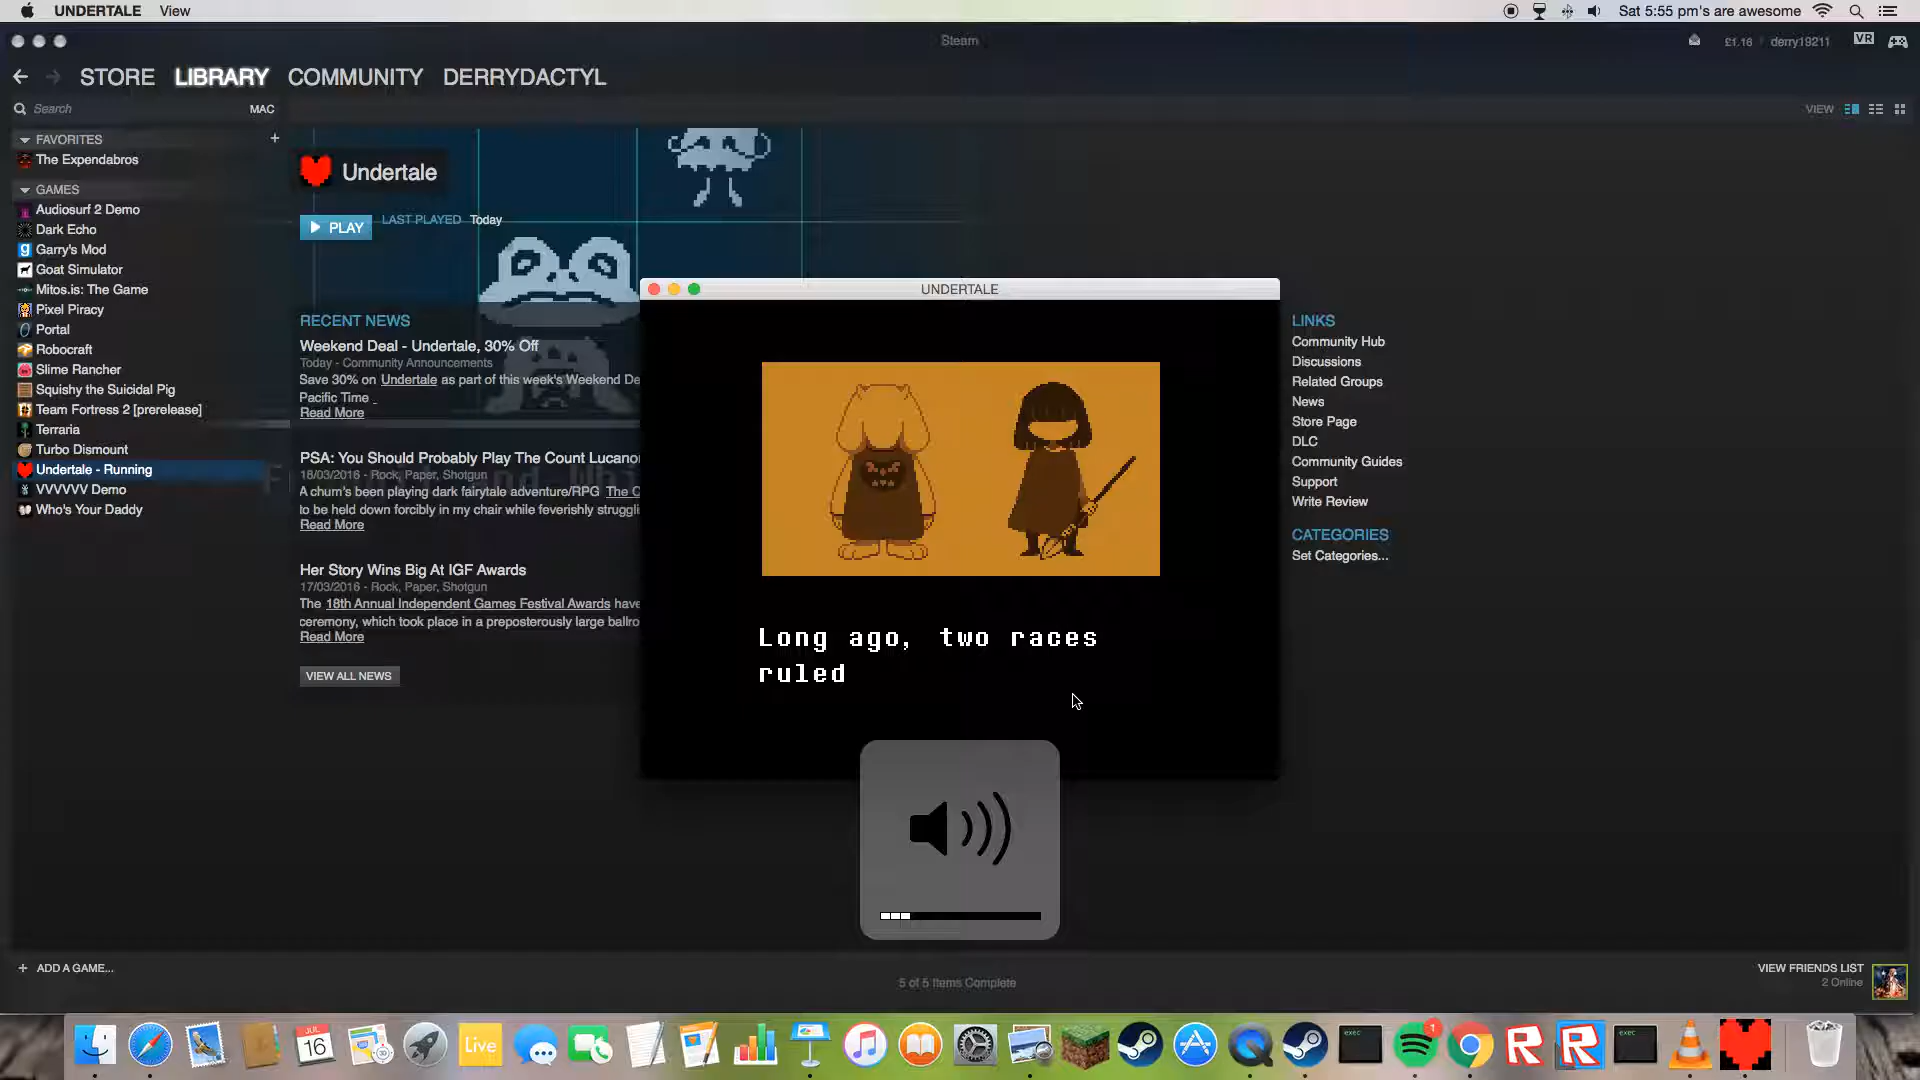 UNDERTALE View
Sat 5:55 pm's are awesome
Steam
£1.16 derry19211 VR
STORE LIBRARY COMMUNITY DERRYDACTYL
Search MAC
VIEW
FAVORITES +
The Expendabros
GAMES
Audiosurf 2 Demo
Dark Echo
Garry's Mod
Goat Simulator
Mitos.is: The Game
Pixel Piracy
Portal
Robocraft
Slime Rancher
Squishy the Suicidal Pig
Team Fortress 2 [prerelease]
Terraria
Turbo Dismount
Undertale - Running
VVVVVV Demo
Who's Your Daddy
Undertale
PLAY LAST PLAYED Today
RECENT NEWS
Weekend Deal - Undertale, 30% Off
Today - Community Announcements
Save 30% on Undertale as part of this week's Weekend De
Pacific Time
Read More
PSA: You Should Probably Play The Count Lucanor
18/03/2016 - Rock, Paper, Shotgun
A chum's been playing dark fairytale adventure/RPG The C
to be held down forcibly in my chair while feverishly struggli
Read More
Her Story Wins Big At IGF Awards
17/03/2016 - Rock, Paper, Shotgun
The 18th Annual Independent Games Festival Awards have
ceremony, which took place in a preposterously large ballro
Read More
VIEW ALL NEWS
UNDERTALE
Long ago, two races
ruled
LINKS
Community Hub
Discussions
Related Groups
News
Store Page
DLC
Community Guides
Support
Write Review
CATEGORIES
Set Categories...
+ ADD A GAME...
5 of 5 Items Complete
VIEW FRIENDS LIST
2 Online
JUL
16
Live
exec
1
exec